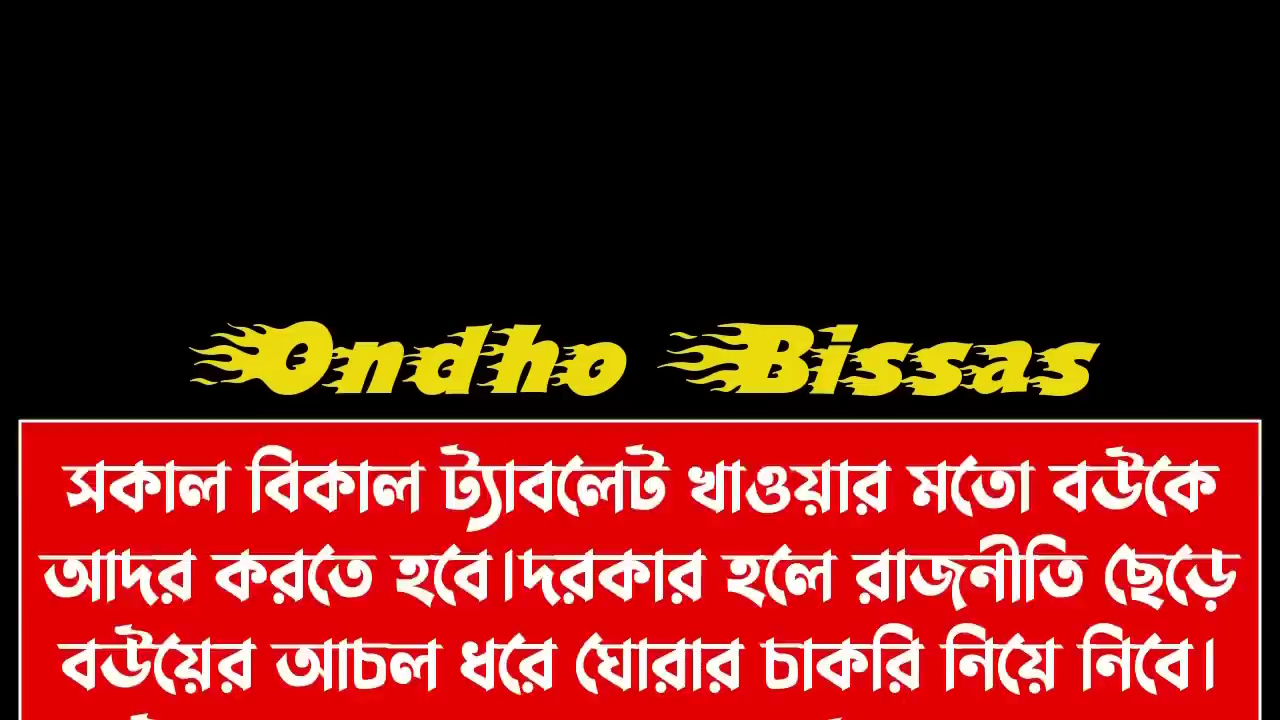 Ondho Bissas
সকাল বিকাল ট্যাবলেট খাওয়ার মতো বউকে
আদর করতে হবে।দরকার হলে রাজনীতি ছেড়ে
বউয়ের আচল ধরে ঘোরার চাকরি নিয়ে নিবে।